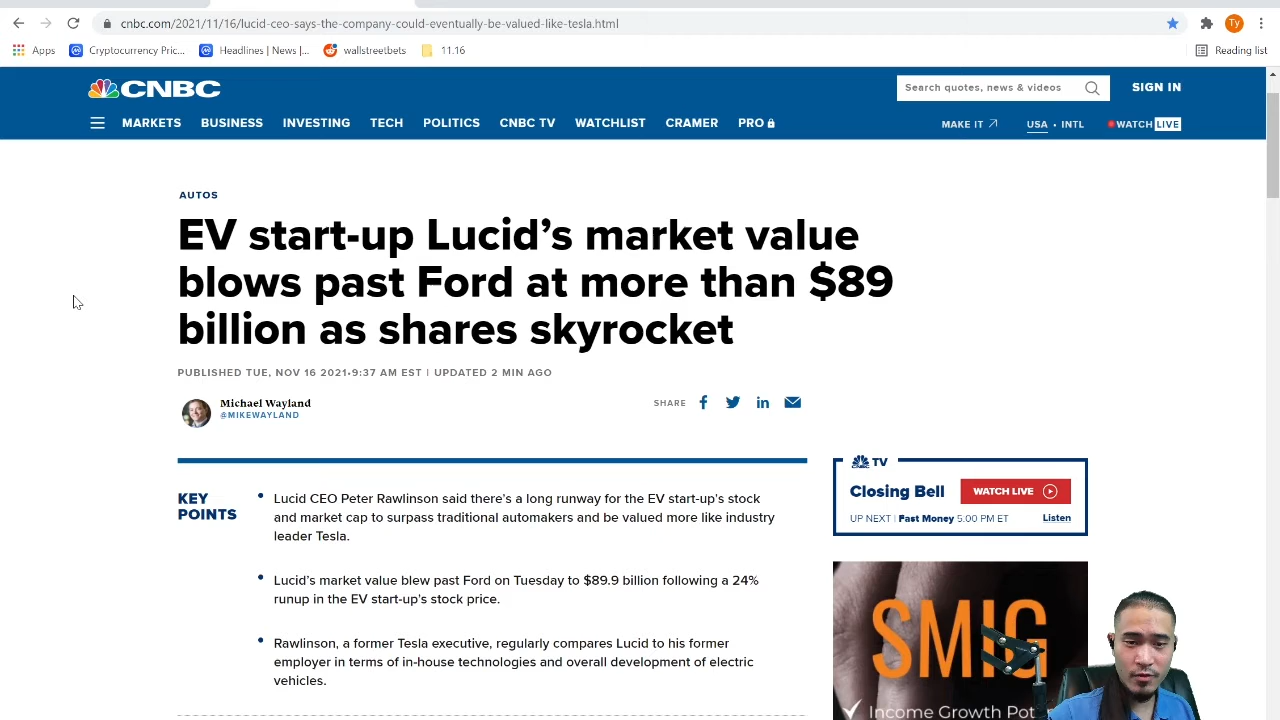 cnbc.com/2021/11/16/lucid-ceo-says-the-company-could-eventually-be-valued-like-tesla.html
Ty
Apps
Cryptocurrency Pric...
Headlines | News |...
wallstreetbets
11.16
Reading list
CNBC
Search quotes, news & videos
SIGN IN
MARKETS BUSINESS INVESTING TECH POLITICS CNBC TV WATCHLIST CRAMER PRO
MAKE IT USA • INTL WATCH LIVE
AUTOS
EV start-up Lucid's market value
blows past Ford at more than $89
billion as shares skyrocket
PUBLISHED TUE, NOV 16 2021•9:37 AM EST | UPDATED 2 MIN AGO
Michael Wayland
@MIKEWAYLAND
SHARE
KEY
POINTS
Lucid CEO Peter Rawlinson said there's a long runway for the EV start-up's stock
and market cap to surpass traditional automakers and be valued more like industry
leader Tesla.
Lucid's market value blew past Ford on Tuesday to $89.9 billion following a 24%
runup in the EV start-up's stock price.
Rawlinson, a former Tesla executive, regularly compares Lucid to his former
employer in terms of in-house technologies and overall development of electric
vehicles.
TV
Closing Bell WATCH LIVE
UP NEXT | Fast Money 5:00 PM ET Listen
SMIG
Income Growth Pot